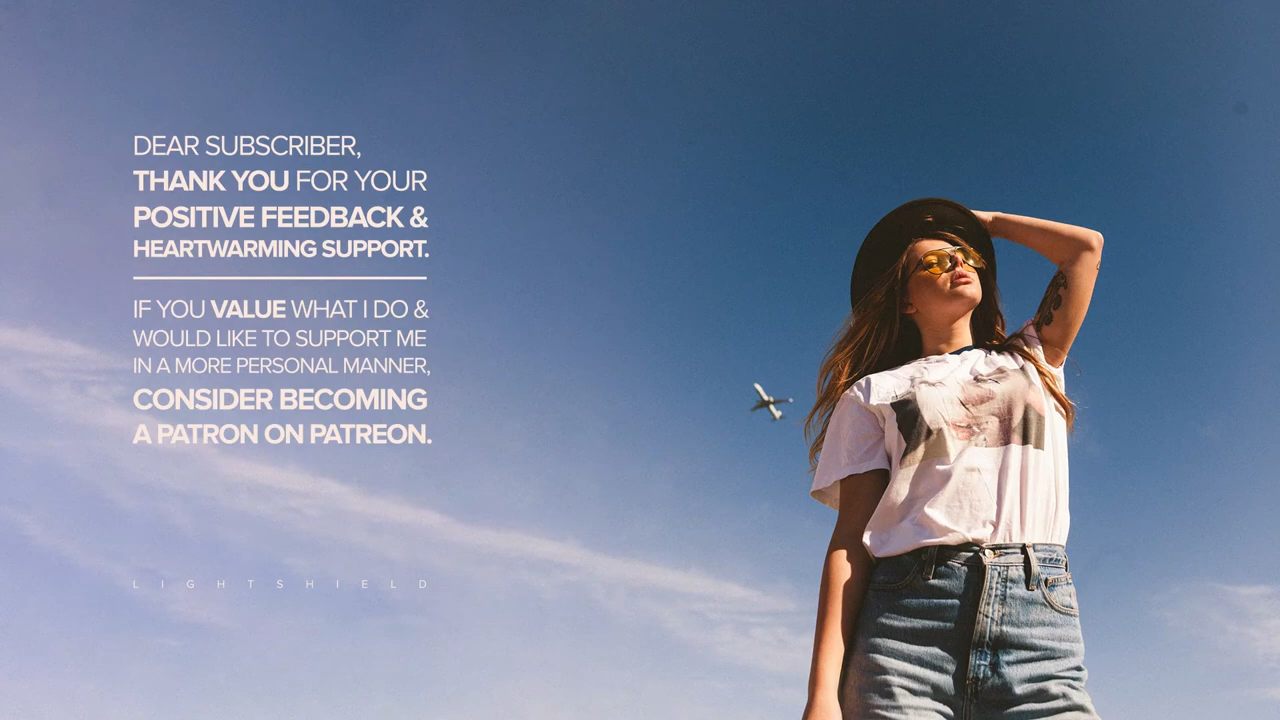 DEAR SUBSCRIBER,
THANK YOU FOR YOUR
POSITIVE FEEDBACK &
HEARTWARMING SUPPORT.
IF YOU VALUE WHAT I DO &
WOULD LIKE TO SUPPORT ME
IN A MORE PERSONAL MANNER,
CONSIDER BECOMING
A PATRON ON PATREON.
LIGHTSHIELD